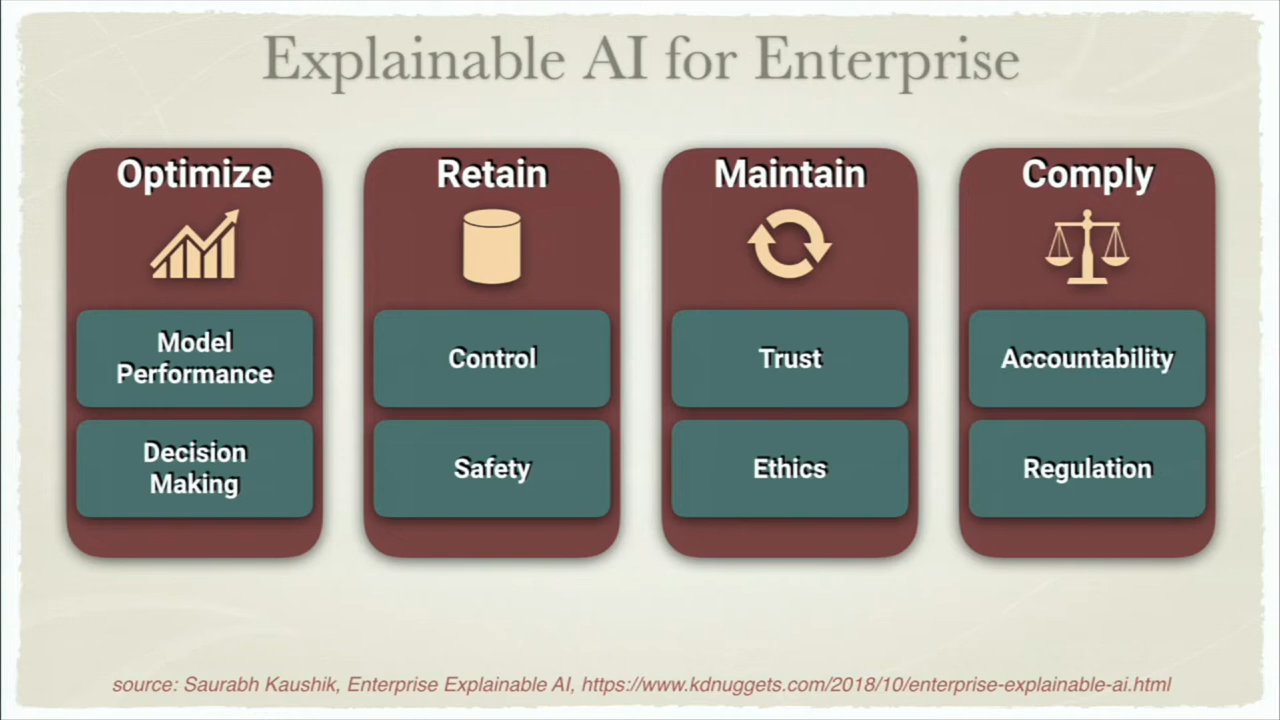 Explainable AI for Enterprise
Optimize
Model
Performance
Decision
Making
Retain
Control
Safety
Maintain
Trust
Ethics
Comply
Accountability
Regulation
source: Saurabh Kaushik, Enterprise Explainable AI, https://www.kdnuggets.com/2018/10/enterprise-explainable-ai.html